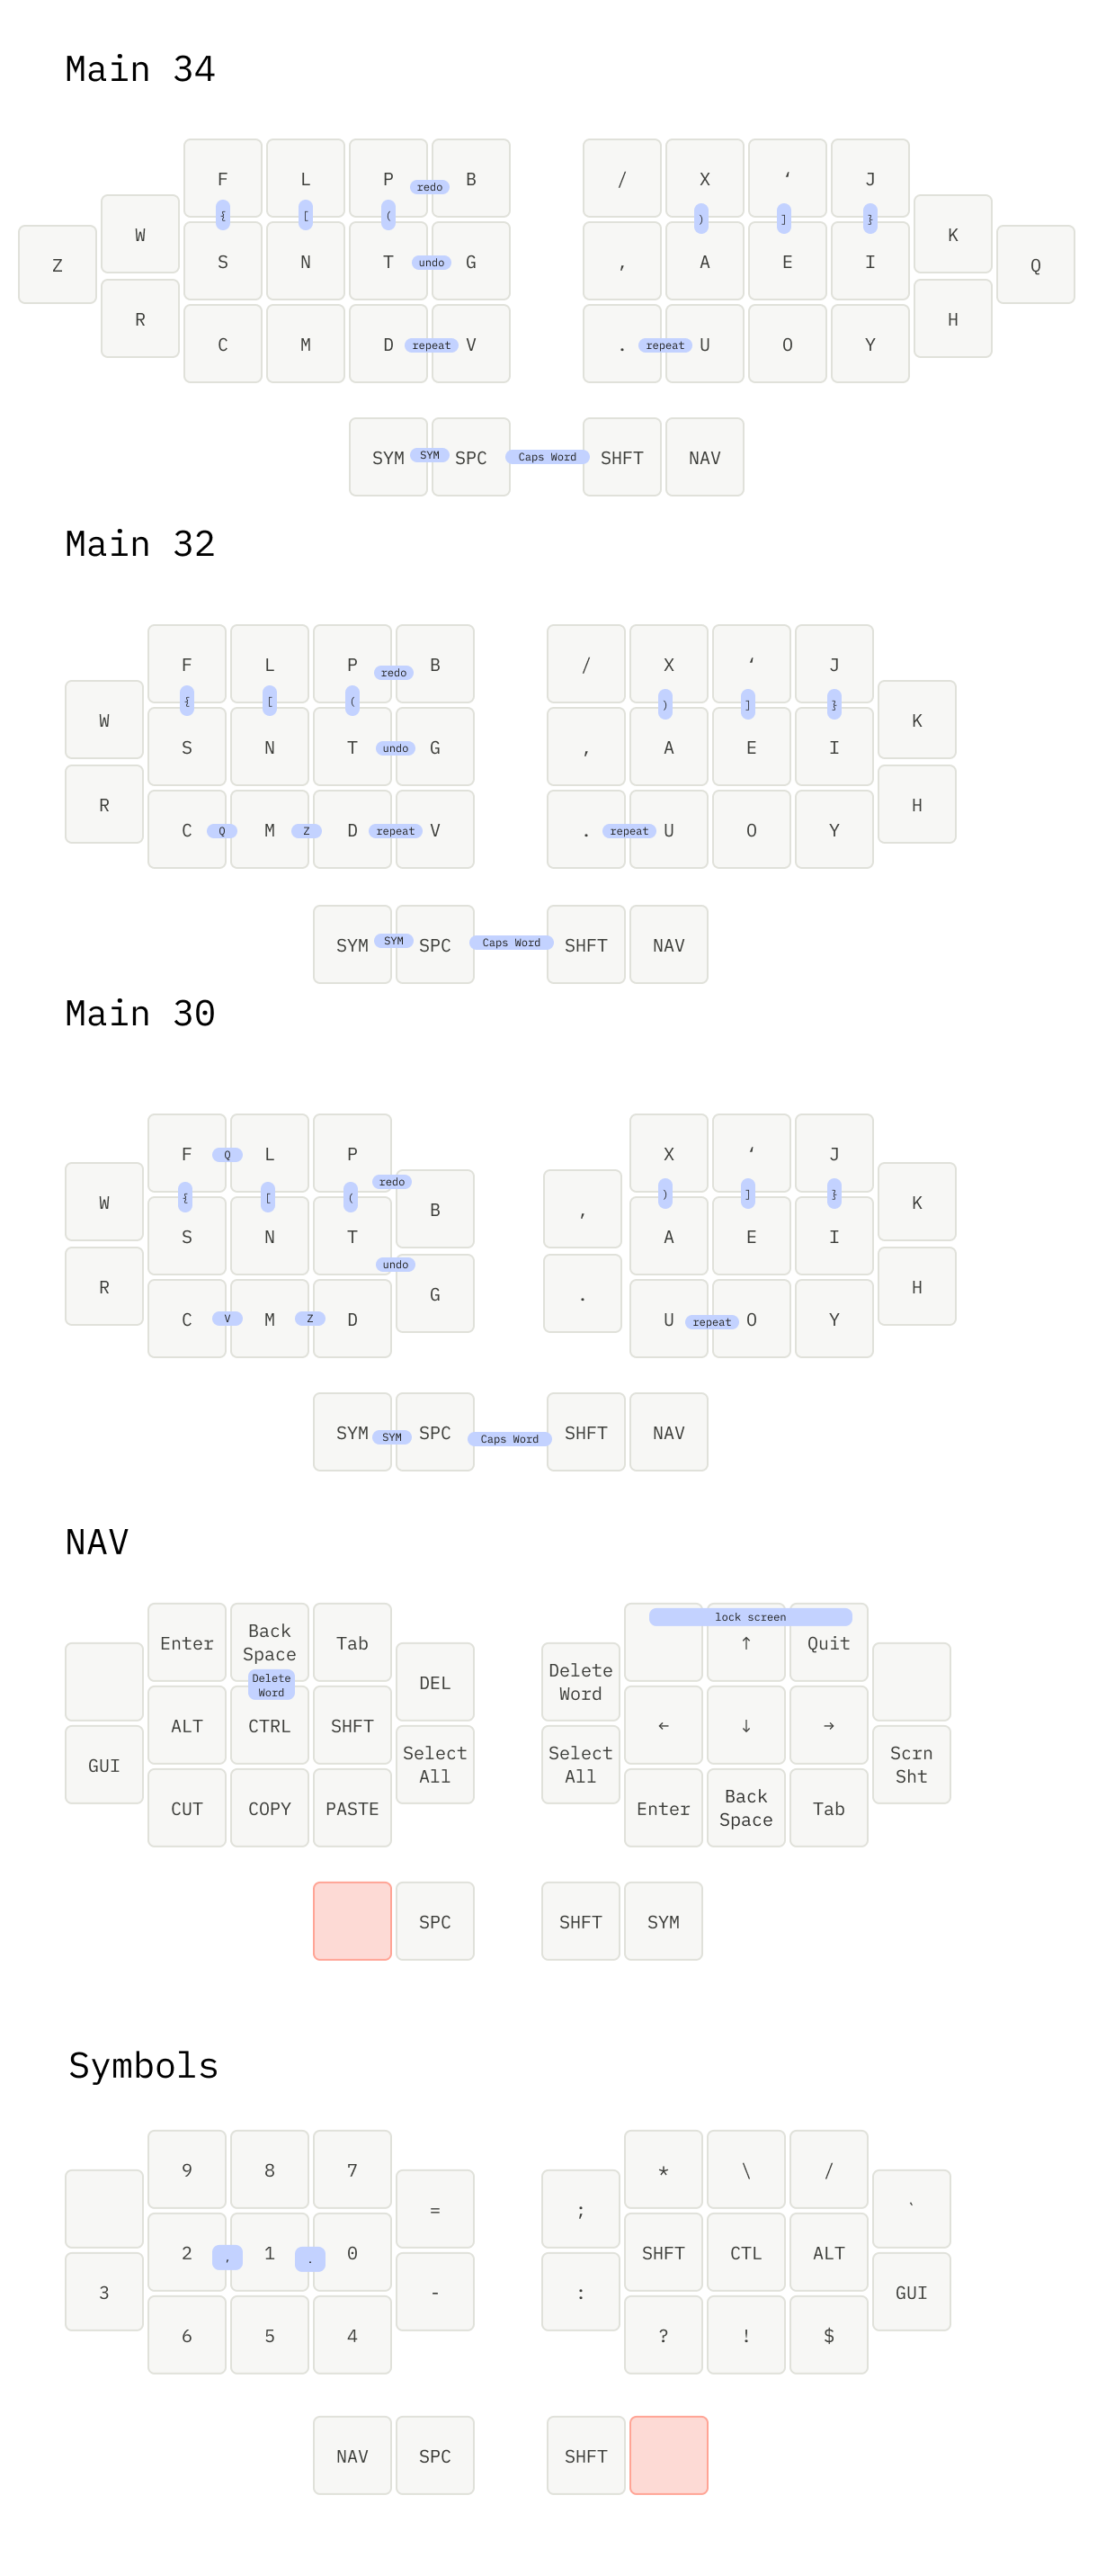 Main 34
F L P redo B / X ‘ J
W { [ ( ) ] } K
Z S N T undo G , A E I Q
R H
C M D repeat V . repeat U O Y
SYM SYM SPC Caps Word SHFT NAV
Main 32
F L P redo B / X ‘ J
W { [ ( ) ] } K
S N T undo G , A E I
R H
C Q M Z D repeat V . repeat U O Y
SYM SYM SPC Caps Word SHFT NAV
Main 30
F Q L P X ‘ J
W { [ ( redo B , ) ] } K
S N T A E I
R undo G . H
C V M Z D U repeat O Y
SYM SYM SPC Caps Word SHFT NAV
NAV
lock screen
Enter Back Space Tab ↑ Quit
Delete Word DEL Delete Word
ALT CTRL SHFT ← ↓ →
GUI Select All Select All Scrn Sht
CUT COPY PASTE Enter Back Space Tab
SPC SHFT SYM
Symbols
9 8 7 * \ /
= ; `
2 , 1 . 0 SHFT CTL ALT
3 - : GUI
6 5 4 ? ! $
NAV SPC SHFT